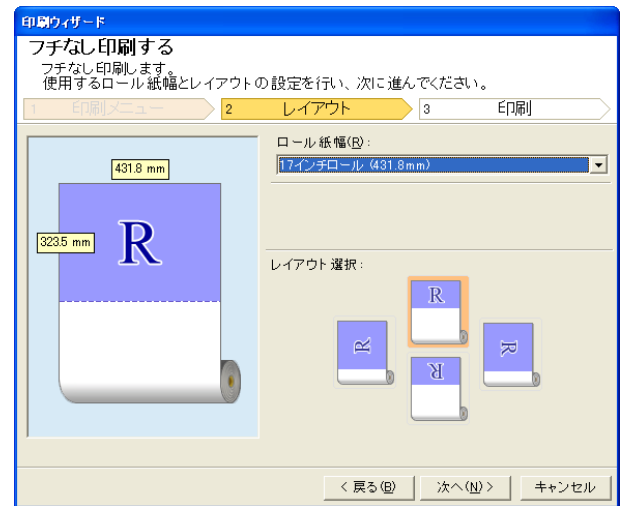 印刷ウィザード
フチなし印刷する
フチなし印刷します。
使用するロール紙幅とレイアウトの設定を行い、次に進んでください。
1 印刷メニュー 2 レイアウト 3 印刷
ロール紙幅(R):
17インチロール (431.8mm)
431.8 mm
323.5 mm
R
レイアウト選択:
R
R
R
R
< 戻る(B) 次へ(N) > キャンセル